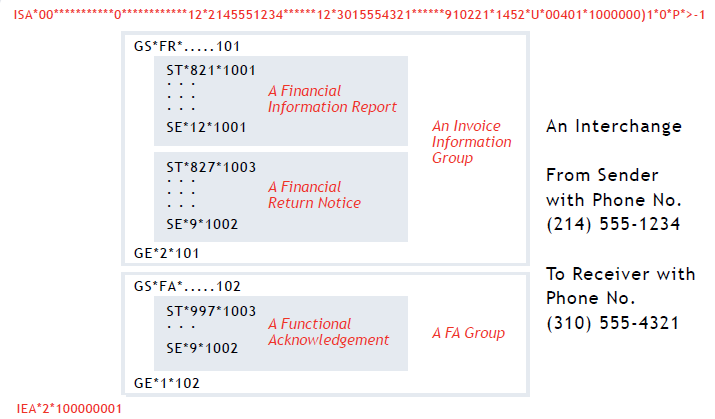 ISA*00***********0************12*2145551234******12*3015554321******910221*1452*U*00401*1000000)1*0*P*>-1
GS*FR*.....101
ST*821*1001
. . .
. . .
. . .
SE*12*1001
A Financial
Information Report
ST*827*1003
. . .
. . .
. . .
SE*9*1002
A Financial
Return Notice
GE*2*101
An Invoice
Information
Group
GS*FA*.....102
ST*997*1003
. . .
SE*9*1002
A Functional
Acknowledgement
GE*1*102
A FA Group
IEA*2*100000001
An Interchange
From Sender
with Phone No.
(214) 555-1234
To Receiver with
Phone No.
(310) 555-4321